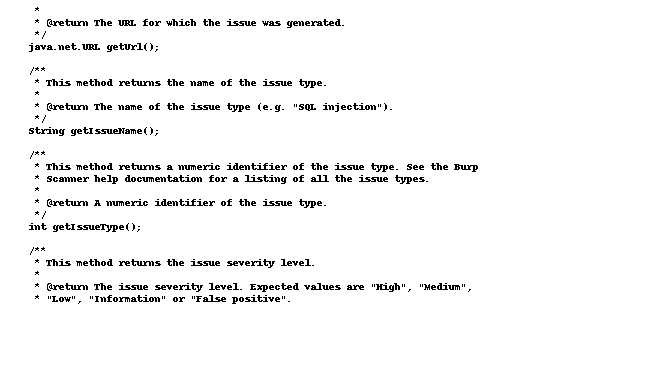 *
* @return The URL for which the issue was generated.
*/
java.net.URL getUrl();
/**
* This method returns the name of the issue type.
*
* @return The name of the issue type (e.g. "SQL injection").
*/
String getIssueName();
/**
* This method returns a numeric identifier of the issue type. See the Burp
* Scanner help documentation for a listing of all the issue types.
*
* @return A numeric identifier of the issue type.
*/
int getIssueType();
/**
* This method returns the issue severity level.
*
* @return The issue severity level. Expected values are "High", "Medium",
* "Low", "Information" or "False positive".